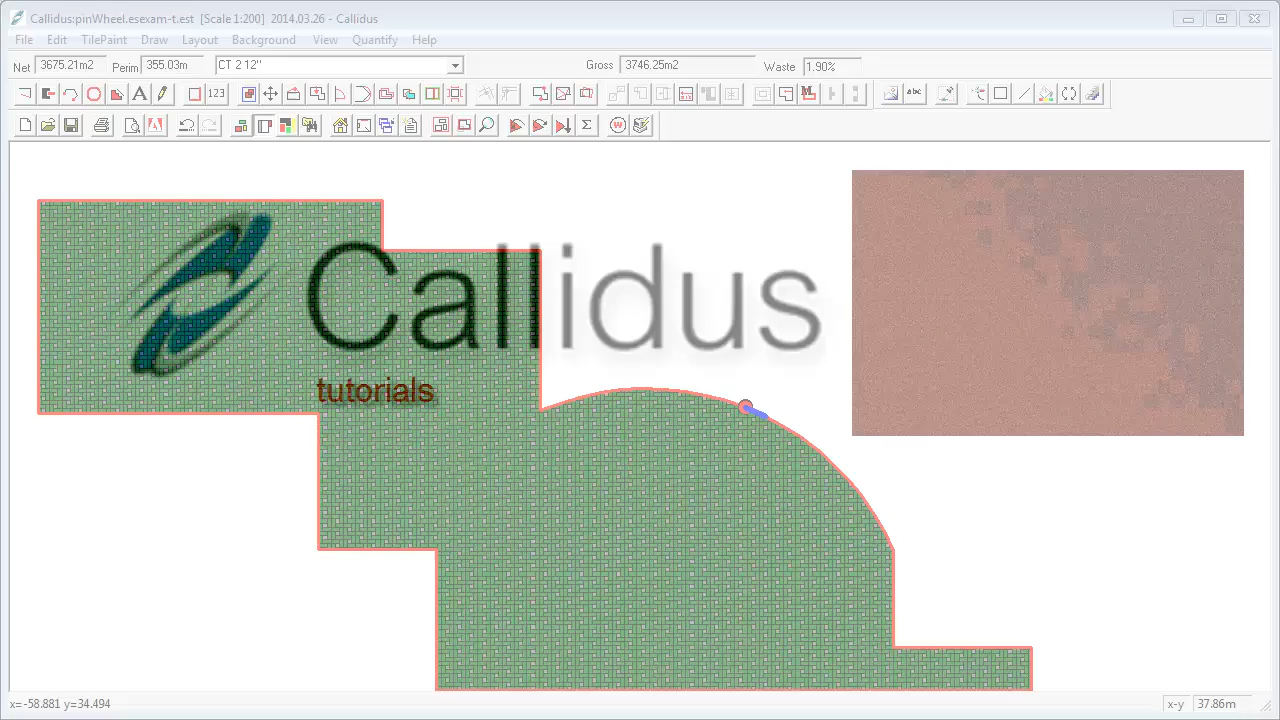 Callidus:pinWheel.esexam-t.est [Scale 1:200] 2014.03.26 - Callidus
File Edit TilePaint Draw Layout Background View Quantify Help
Net 3675.21m2 Perim 355.03m CT 2 12" Gross 3746.25m2 Waste 1.90%
A 123 abc
Σ W
Callidus
tutorials
x=-58.881 y=34.494 x-y 37.86m